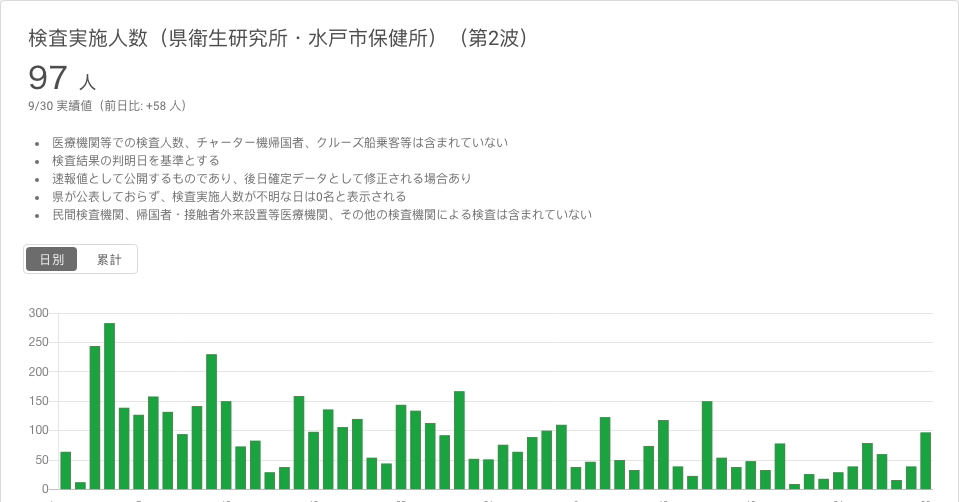 検査実施人数（県衛生研究所・水戸市保健所）（第2波）
97 人
9/30 実績値（前日比: +58 人）
医療機関等での検査人数、チャーター機帰国者、クルーズ船乗客等は含まれていない
検査結果の判明日を基準とする
速報値として公開するものであり、後日確定データとして修正される場合あり
県が公表しておらず、検査実施人数が不明な日は0名と表示される
民間検査機関、帰国者・接触者外来設置等医療機関、その他の検査機関による検査は含まれていない
日別 累計
300
250
200
150
100
50
0